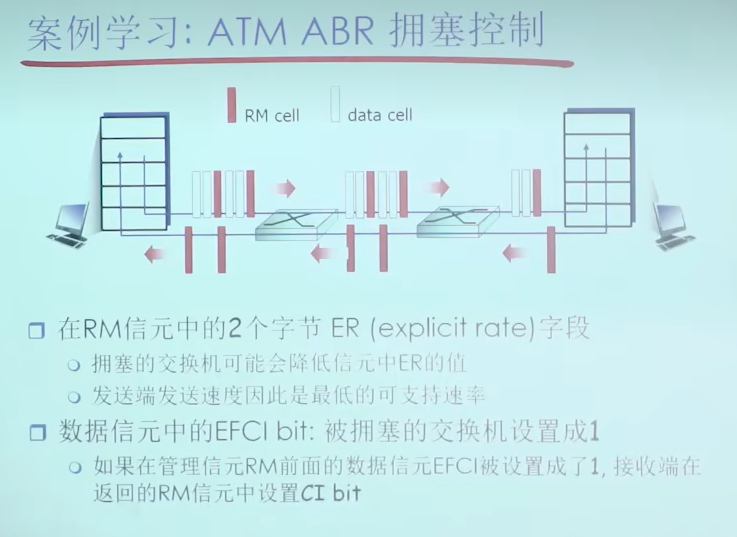 案例学习: ATM ABR 拥塞控制
RM cell
data cell
在RM信元中的2个字节 ER (explicit rate)字段
拥塞的交换机可能会降低信元中ER的值
发送端发送速度因此是最低的可支持速率
数据信元中的EFCI bit: 被拥塞的交换机设置成1
如果在管理信元RM前面的数据信元EFCI被设置成了1, 接收端在
返回的RM信元中设置CI bit